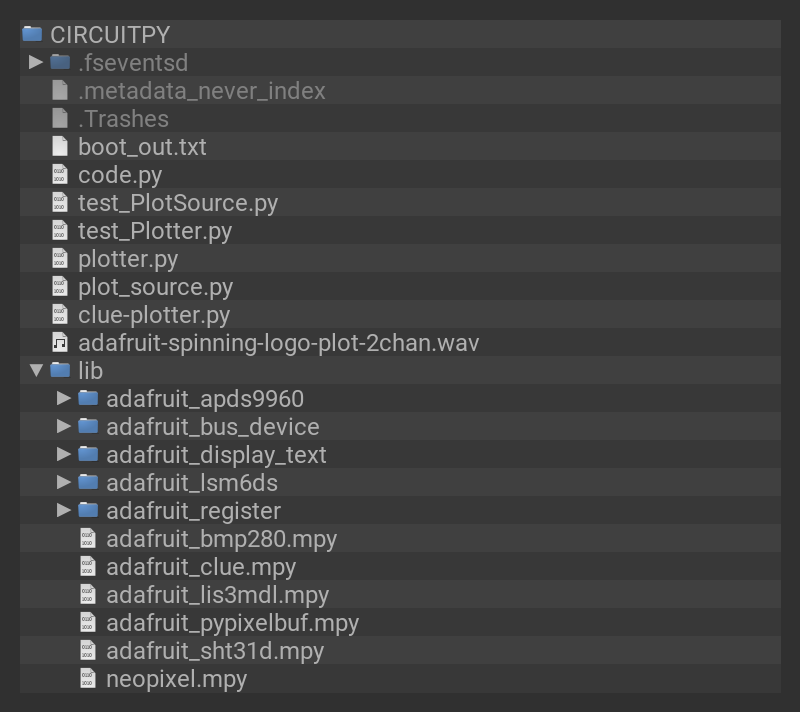 CIRCUITPY
.fseventsd
.metadata_never_index
.Trashes
boot_out.txt
code.py
test_PlotSource.py
test_Plotter.py
plotter.py
plot_source.py
clue-plotter.py
adafruit-spinning-logo-plot-2chan.wav
lib
adafruit_apds9960
adafruit_bus_device
adafruit_display_text
adafruit_lsm6ds
adafruit_register
adafruit_bmp280.mpy
adafruit_clue.mpy
adafruit_lis3mdl.mpy
adafruit_pypixelbuf.mpy
adafruit_sht31d.mpy
neopixel.mpy